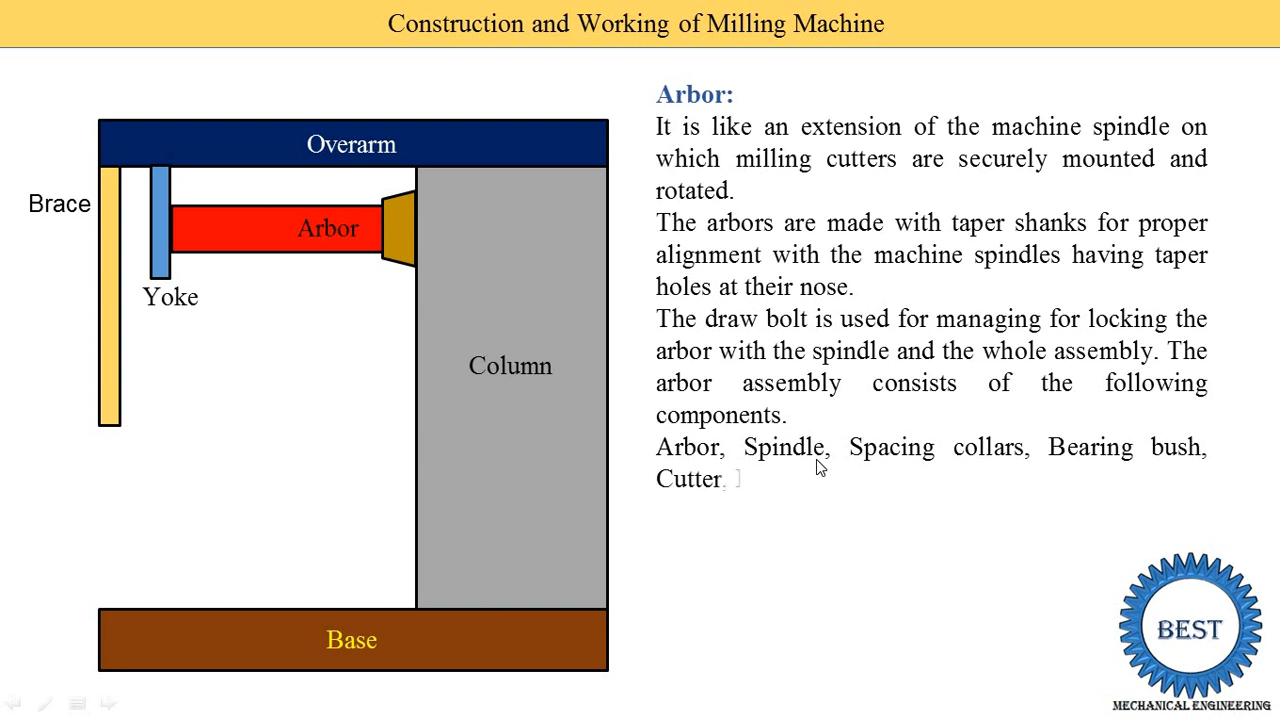 Construction and Working of Milling Machine
Overarm
Brace
Arbor
Yoke
Column
Base
Arbor:
It is like an extension of the machine spindle on
which milling cutters are securely mounted and
rotated.
The arbors are made with taper shanks for proper
alignment with the machine spindles having taper
holes at their nose.
The draw bolt is used for managing for locking the
arbor with the spindle and the whole assembly. The
arbor assembly consists of the following
components.
Arbor, Spindle, Spacing collars, Bearing bush,
Cutter,
BEST
MECHANICAL ENGINEERING